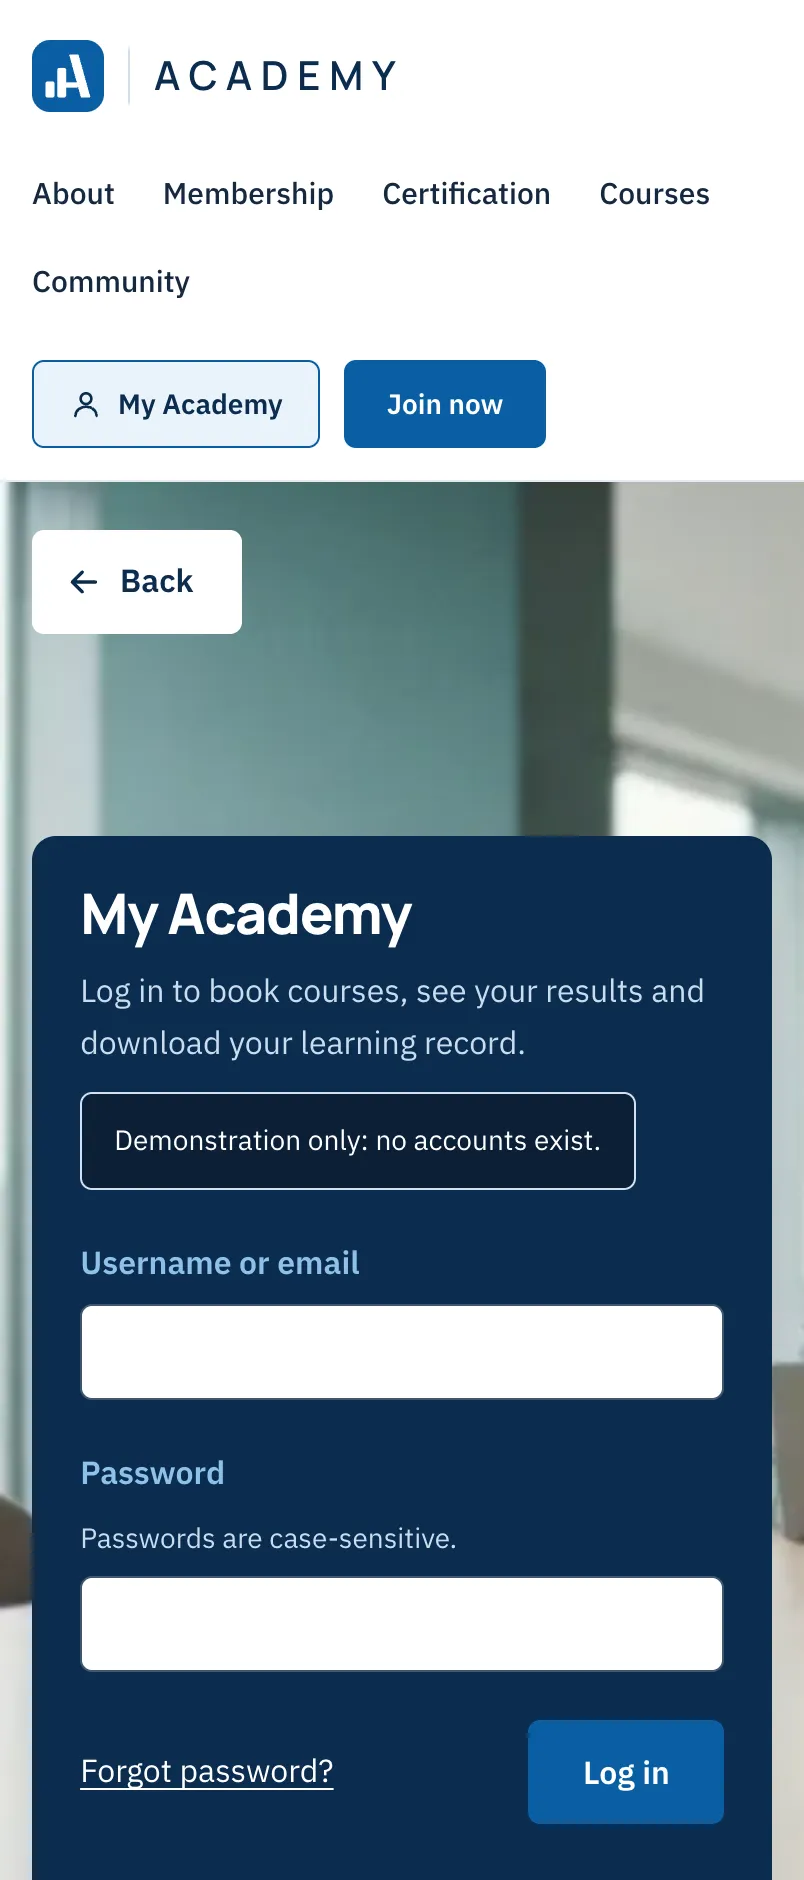 ACADEMY
About Membership Certification Courses
Community
My Academy Join now
Back
My Academy
Log in to book courses, see your results and
download your learning record.
Demonstration only: no accounts exist.
Username or email
Password
Passwords are case-sensitive.
Forgot password? Log in